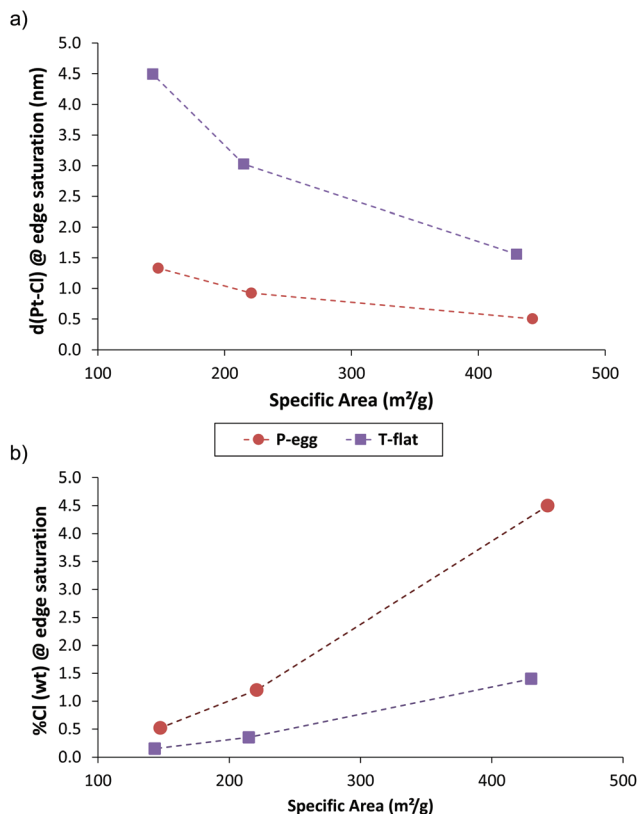 a)
d(Pt-Cl) @ edge saturation (nm)
5.0
4.5
4.0
3.5
3.0
2.5
2.0
1.5
1.0
0.5
0.0
100 200 300 400 500
Specific Area (m²/g)
P-egg T-flat
b)
%Cl (wt) @ edge saturation
5.0
4.5
4.0
3.5
3.0
2.5
2.0
1.5
1.0
0.5
0.0
100 200 300 400 500
Specific Area (m²/g)